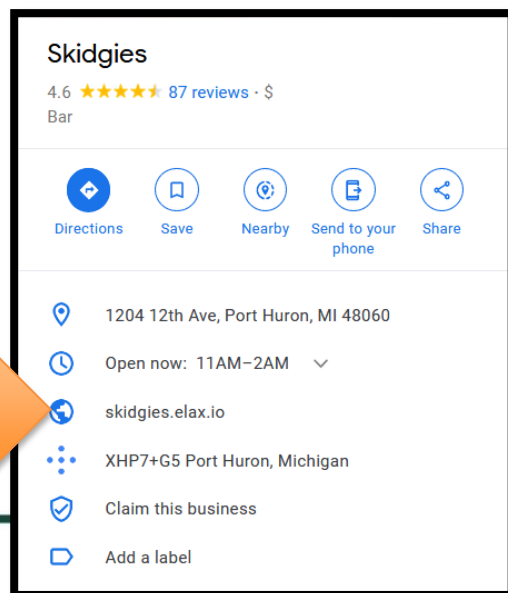 Skidgies
4.6 87 reviews · $
Bar
Directions Save Nearby Send to your phone Share
1204 12th Ave, Port Huron, MI 48060
Open now: 11AM–2AM
skidgies.elax.io
XHP7+G5 Port Huron, Michigan
Claim this business
Add a label